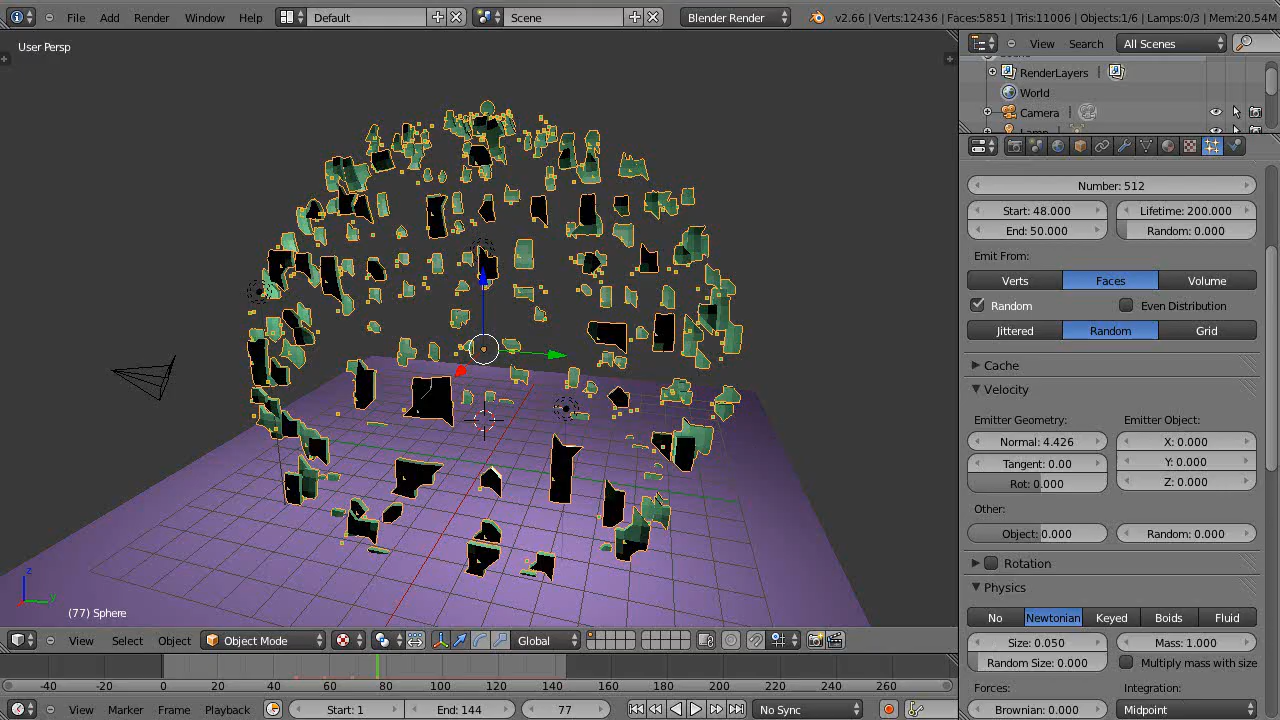 File Add Render Window Help Default Scene Blender Render v2.66 | Verts:12436 | Faces:5851 | Tris:11006 | Objects:1/6 | Lamps:0/3 | Mem:20.54M
User Persp
View Search All Scenes
RenderLayers
World
Camera
Lamp
Number: 512
Start: 48.000 Lifetime: 200.000
End: 50.000 Random: 0.000
Emit From:
Verts Faces Volume
Random Even Distribution
Jittered Random Grid
Cache
Velocity
Emitter Geometry: Emitter Object:
Normal: 4.426 X: 0.000
Tangent: 0.00 Y: 0.000
Rot: 0.000 Z: 0.000
Other:
Object: 0.000 Random: 0.000
Rotation
Physics
No Newtonian Keyed Boids Fluid
Size: 0.050 Mass: 1.000
Random Size: 0.000 Multiply mass with size
Forces: Integration:
Brownian: 0.000 Midpoint
z
y
(77) Sphere
View Select Object Object Mode Global
-40 -20 0 20 40 60 80 100 120 140 160 180 200 220 240 260
View Marker Frame Playback Start: 1 End: 144 77 No Sync